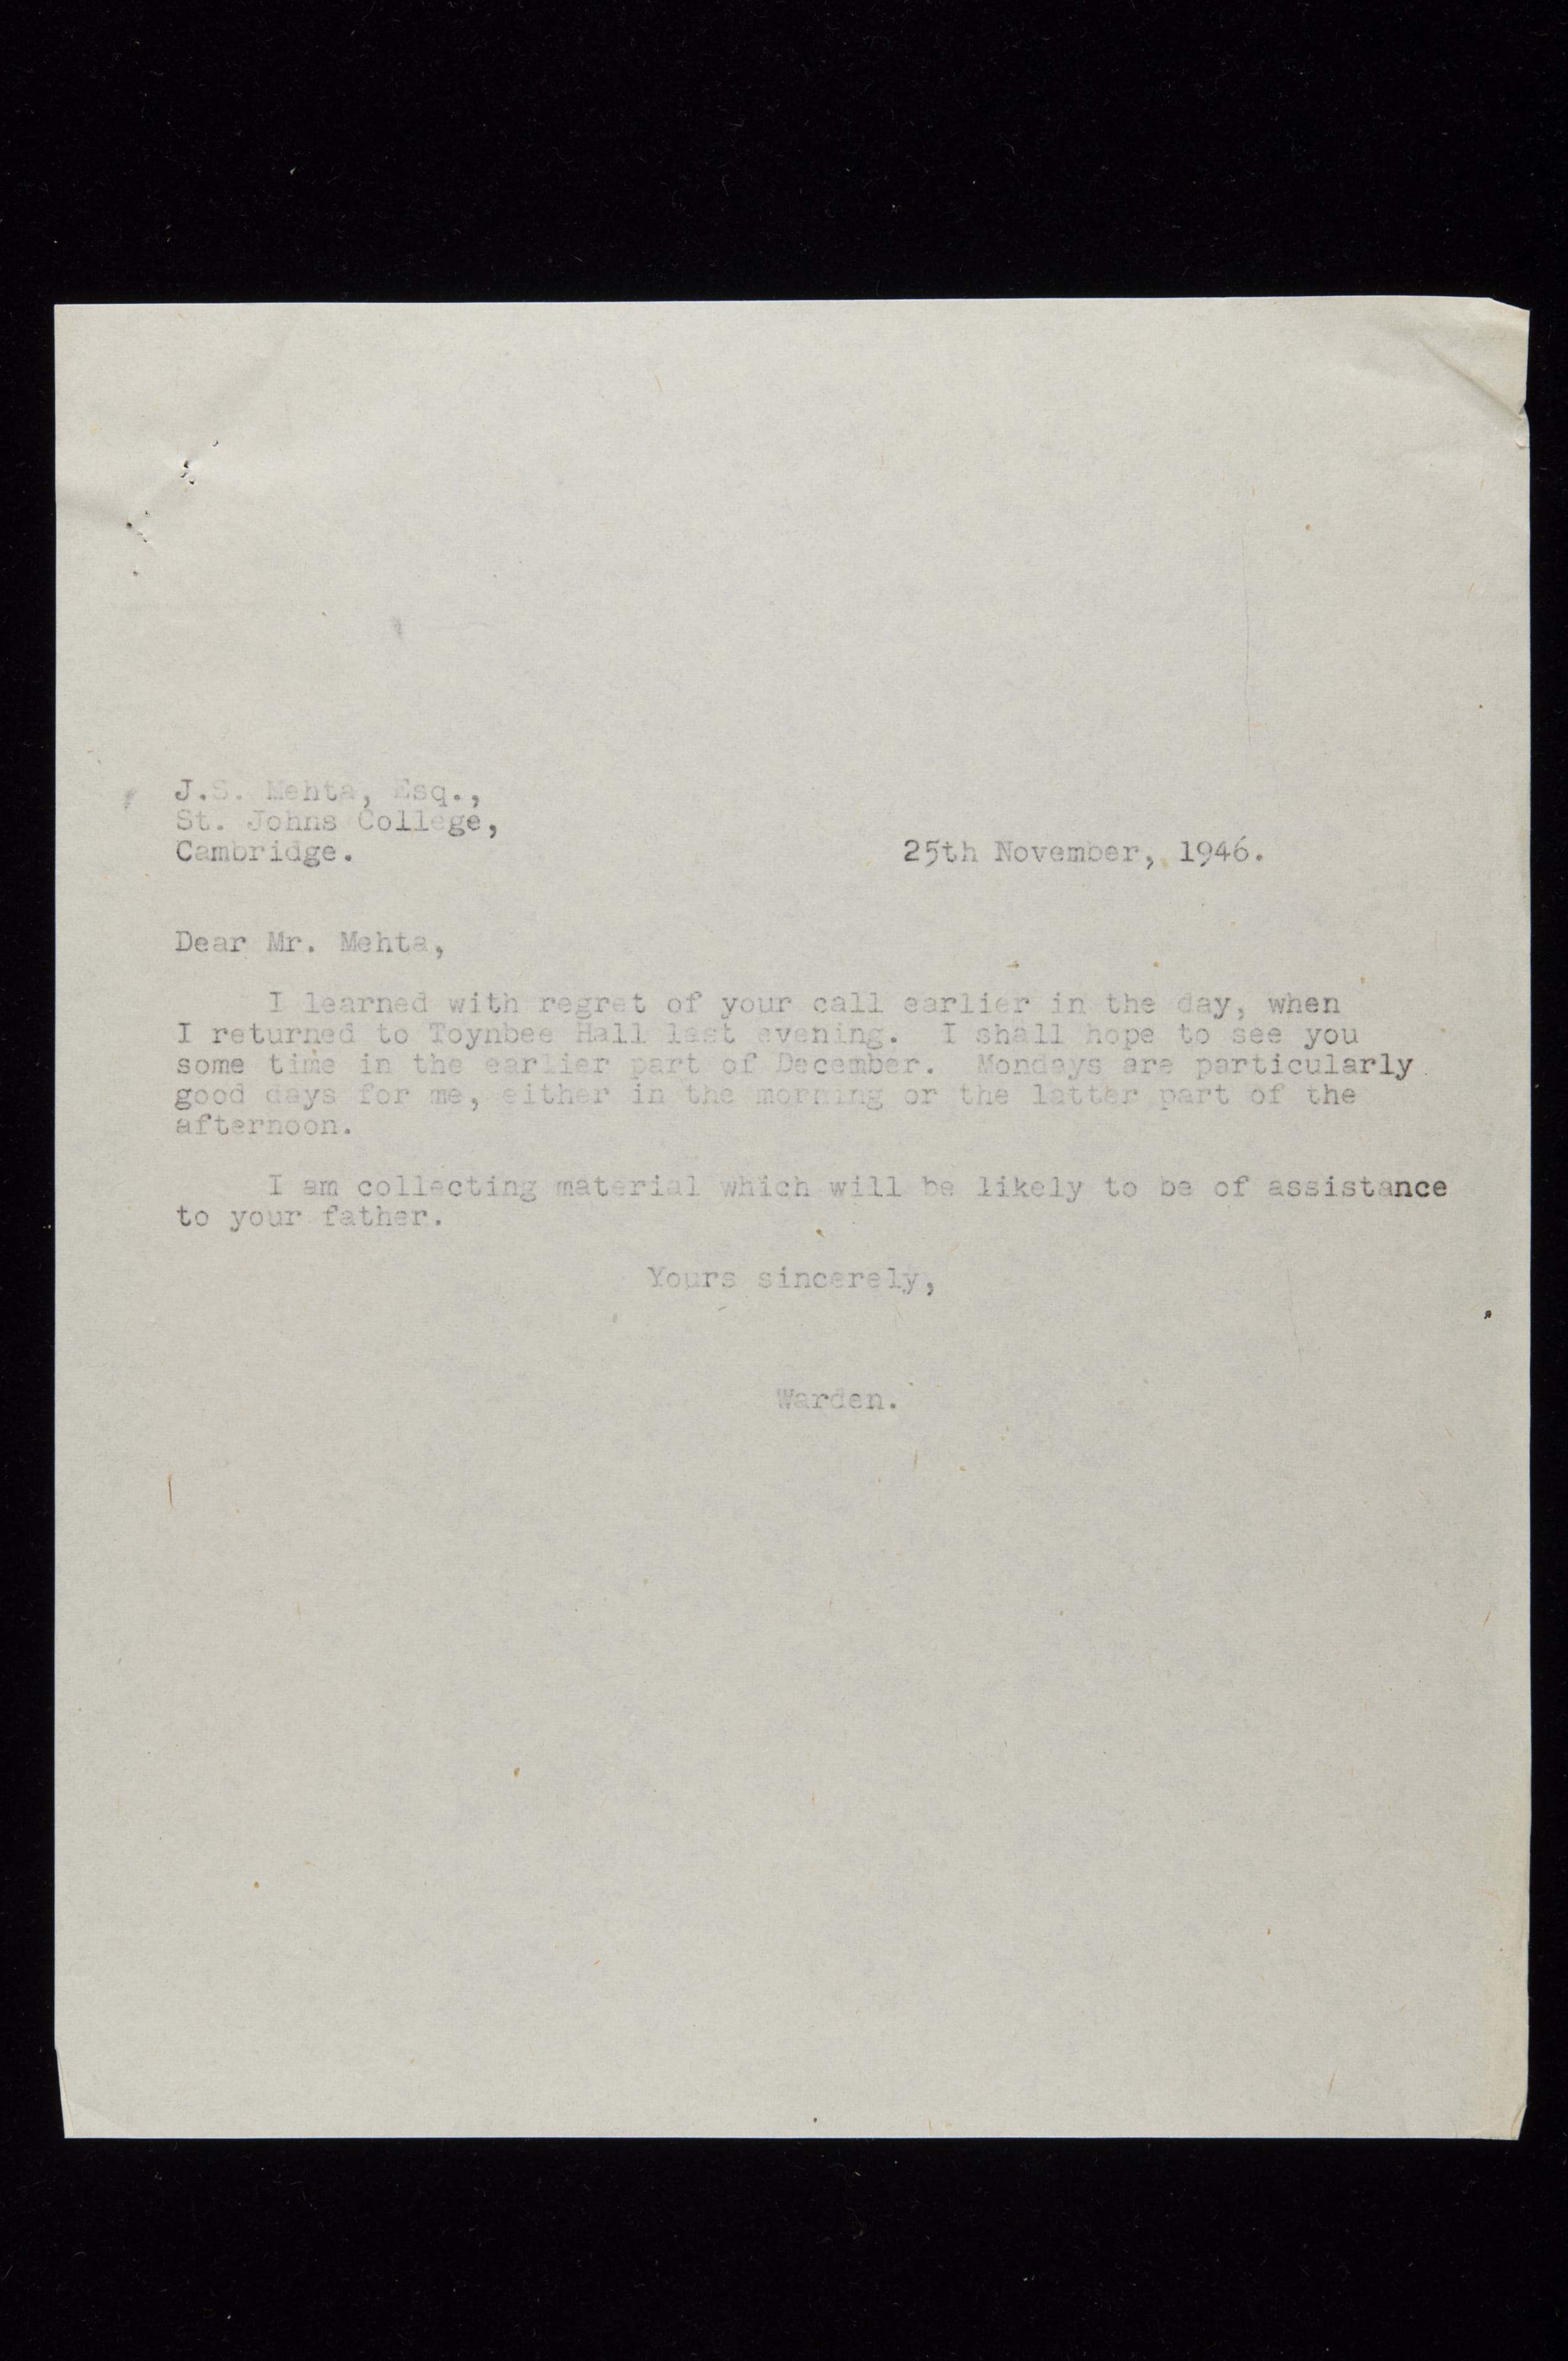 J.S. Mehta, Esq.,
St. Johns College,
Cambridge.
25th November, 1946.
Dear Mr. Mehta,
I learned with regret of your call earlier in the day, when
I returned to Toynbee Hall last evening. I shall hope to see you
some time in the earlier part of December. Mondays are particularly
good days for me, either in the morning or the latter part of the
afternoon.
I am collecting material which will be likely to be of assistance
to your father.
Yours sincerely,
Warden.